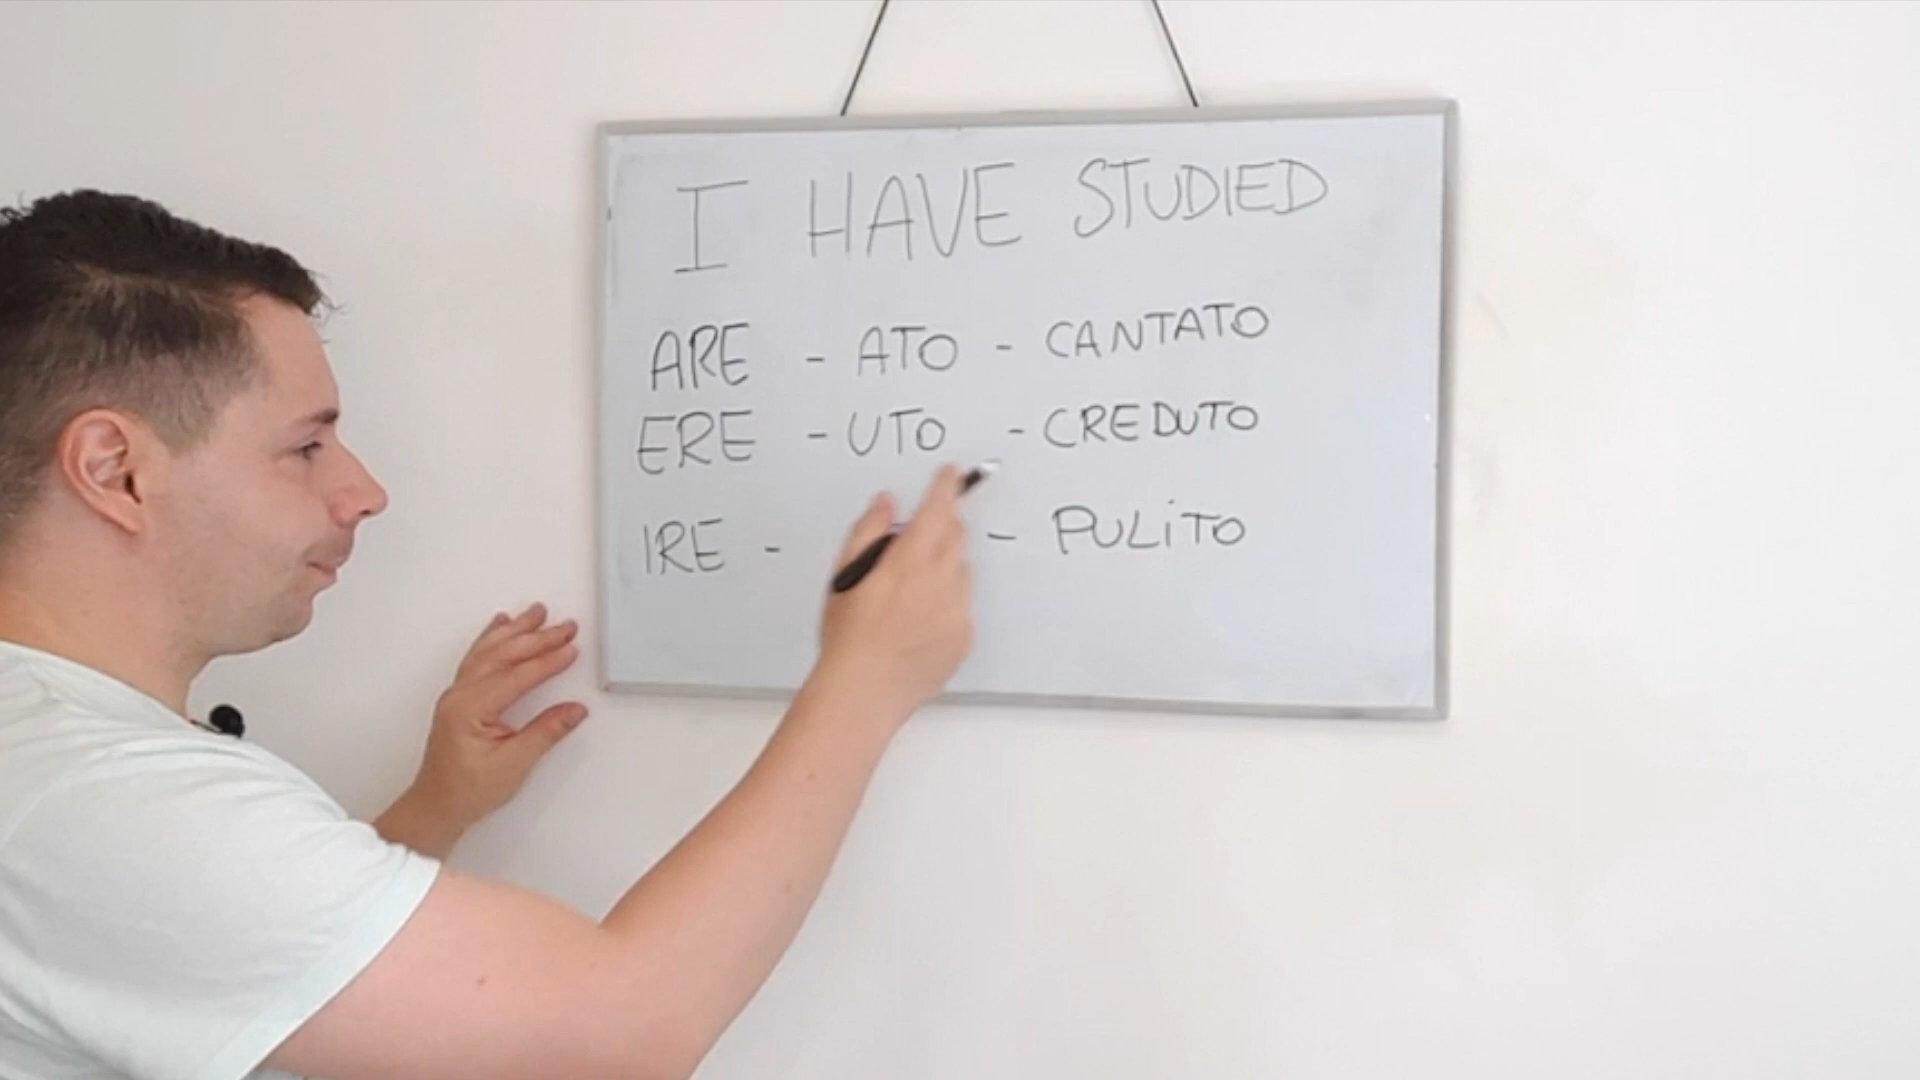 I HAVE STUDIED
ARE - ATO - CANTATO
ERE - UTO - CREDUTO
IRE - - PULITO